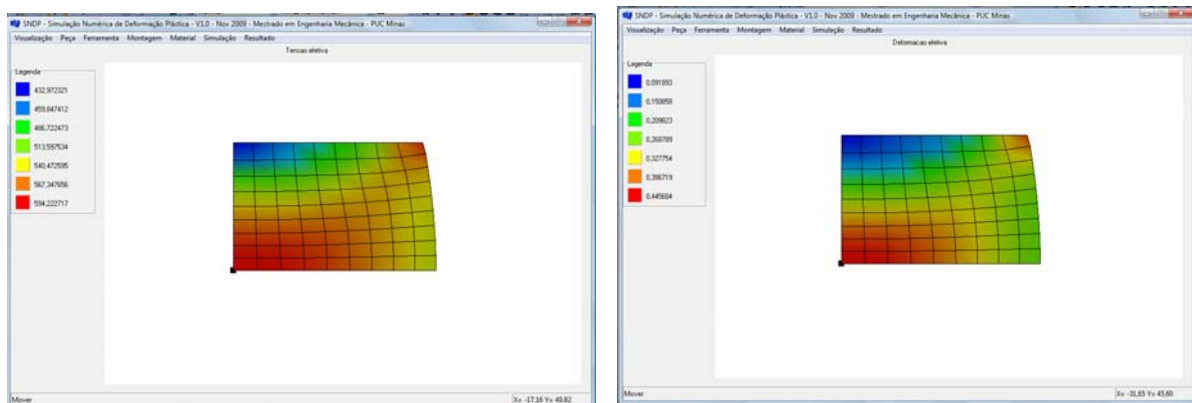 SNDP - Simulação Numérica de Deformação Plástica - V1.0 - Nov 2009 - Mestrado em Engenharia Mecânica - PUC Minas
Visualização Peça Ferramenta Montagem Material Simulação Resultado
Tensao efetiva
Legenda
432,972321
459,847412
486,722473
513,597534
540,472595
567,347656
594,222717
Mover
X= -17,16 Y= 49,82
SNDP - Simulação Numérica de Deformação Plástica - V1.0 - Nov 2009 - Mestrado em Engenharia Mecânica - PUC Minas
Visualização Peça Ferramenta Montagem Material Simulação Resultado
Deformacao efetiva
Legenda
0,091893
0,150858
0,209823
0,268789
0,327754
0,386719
0,445684
Mover
X= -31,65 Y= 45,60